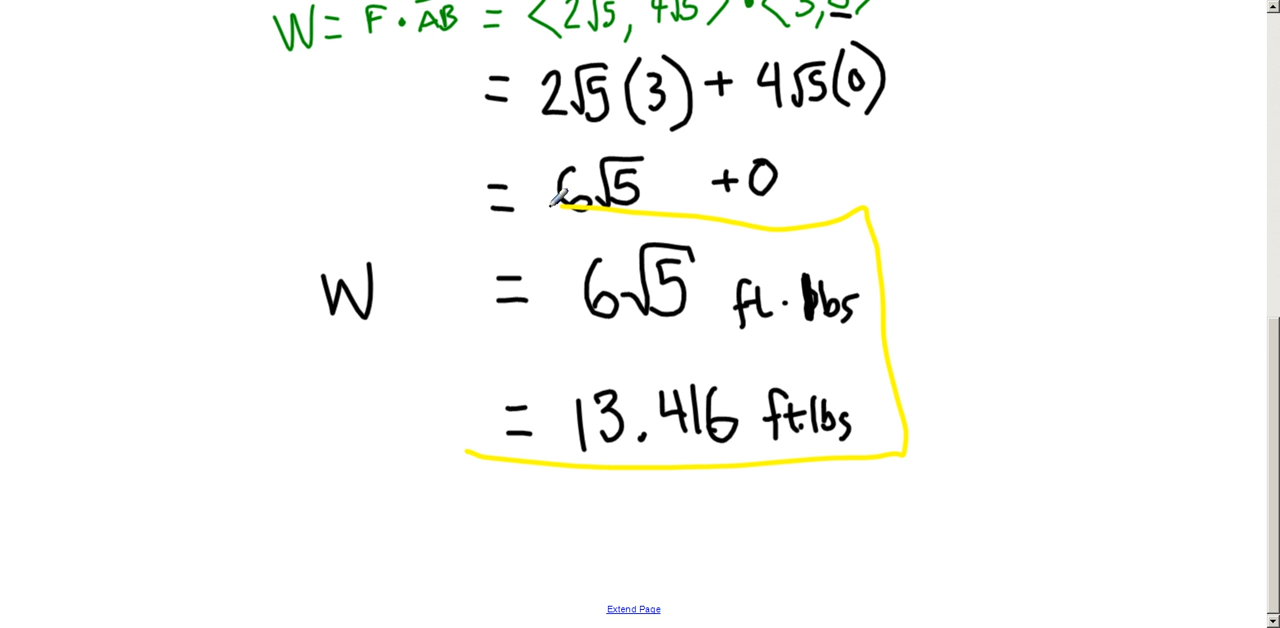 W = F · AB = <2√5, 4√5> · <3, 0>
= 2√5 (3) + 4√5 (0)
= 6√5 + 0
W = 6√5 ft · lbs
= 13.416 ft.lbs
Extend Page